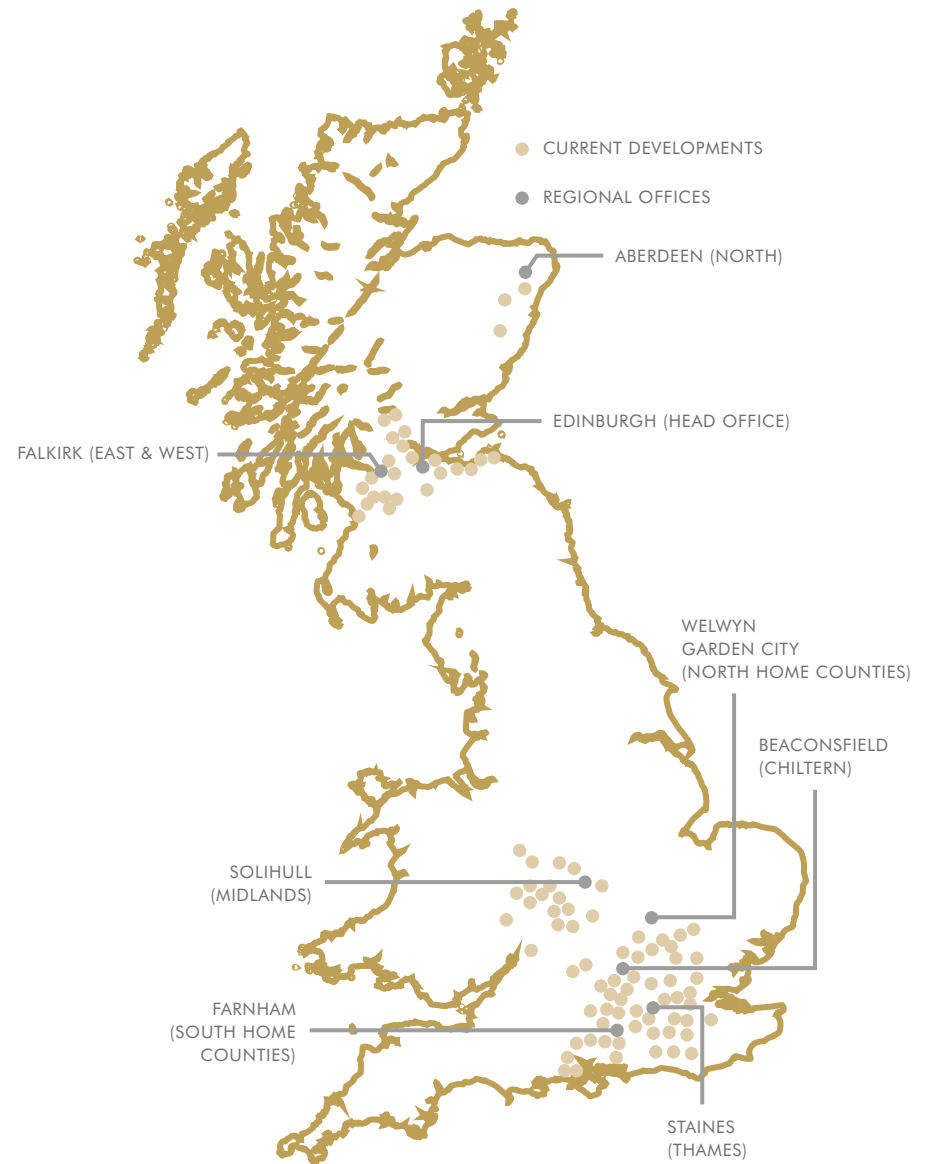 CURRENT DEVELOPMENTS
REGIONAL OFFICES
ABERDEEN (NORTH)
EDINBURGH (HEAD OFFICE)
FALKIRK (EAST & WEST)
WELWYN
GARDEN CITY
(NORTH HOME COUNTIES)
BEACONSFIELD
(CHILTERN)
SOLIHULL
(MIDLANDS)
FARNHAM
(SOUTH HOME
COUNTIES)
STAINES
(THAMES)